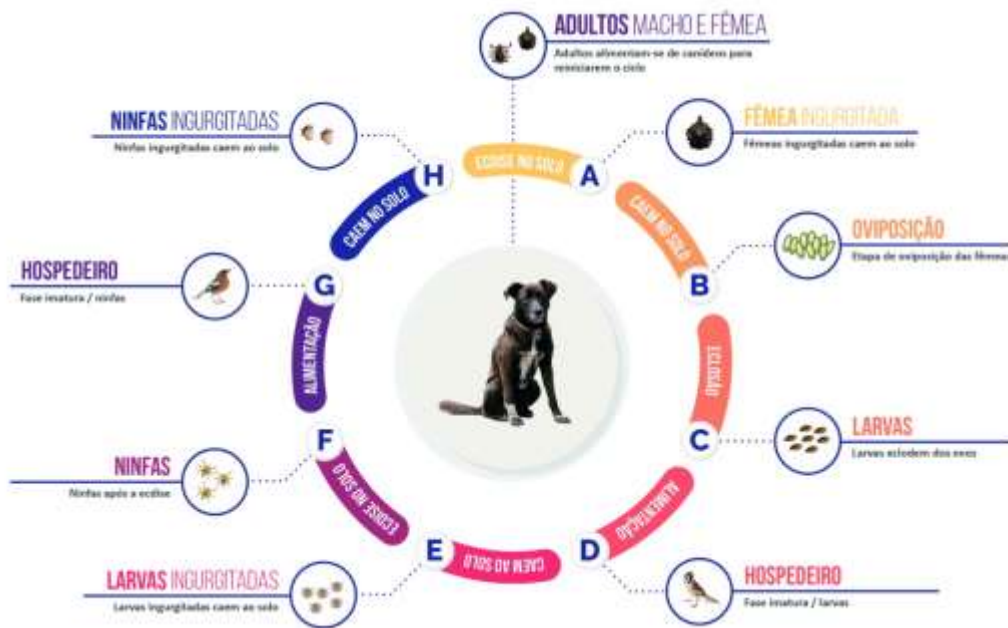 ADULTOS MACHO E FÊMEA
Adultos alimentam-se de canídeos para
reiniciarem o ciclo
FÊMEA INGURGITADA
Fêmeas ingurgitadas caem ao solo
OVIPOSIÇÃO
Etapa de oviposição das fêmeas
LARVAS
Larvas eclodem dos ovos
HOSPEDEIRO
Fase imatura / larvas
LARVAS INGURGITADAS
Larvas ingurgitadas caem ao solo
NINFAS
Ninfas após a ecdise
HOSPEDEIRO
Fase imatura / ninfas
NINFAS INGURGITADAS
Ninfas ingurgitadas caem ao solo
ECDISE NO SOLO
A
CAEM NO SOLO
B
ECLOSÃO
C
ALIMENTAÇÃO
D
CAEM AO SOLO
E
ECDISE NO SOLO
F
ALIMENTAÇÃO
G
CAEM NO SOLO
H